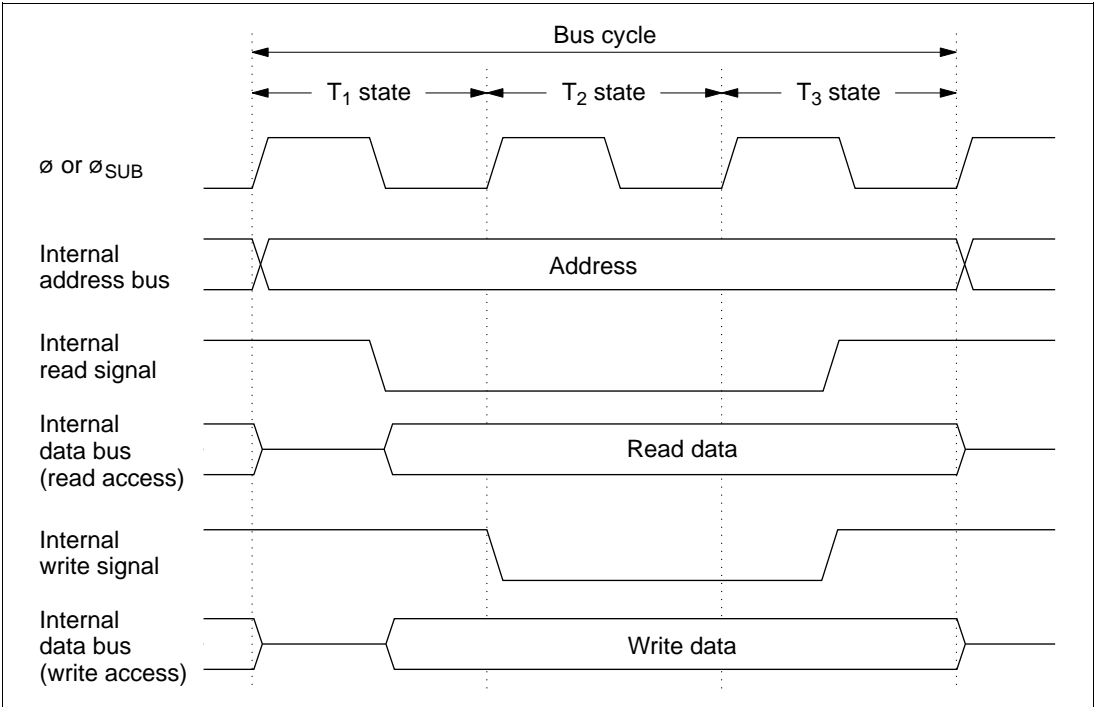 Bus cycle
T₁ state
T₂ state
T₃ state
ø or øSUB
Internal
address bus
Address
Internal
read signal
Internal
data bus
(read access)
Read data
Internal
write signal
Internal
data bus
(write access)
Write data